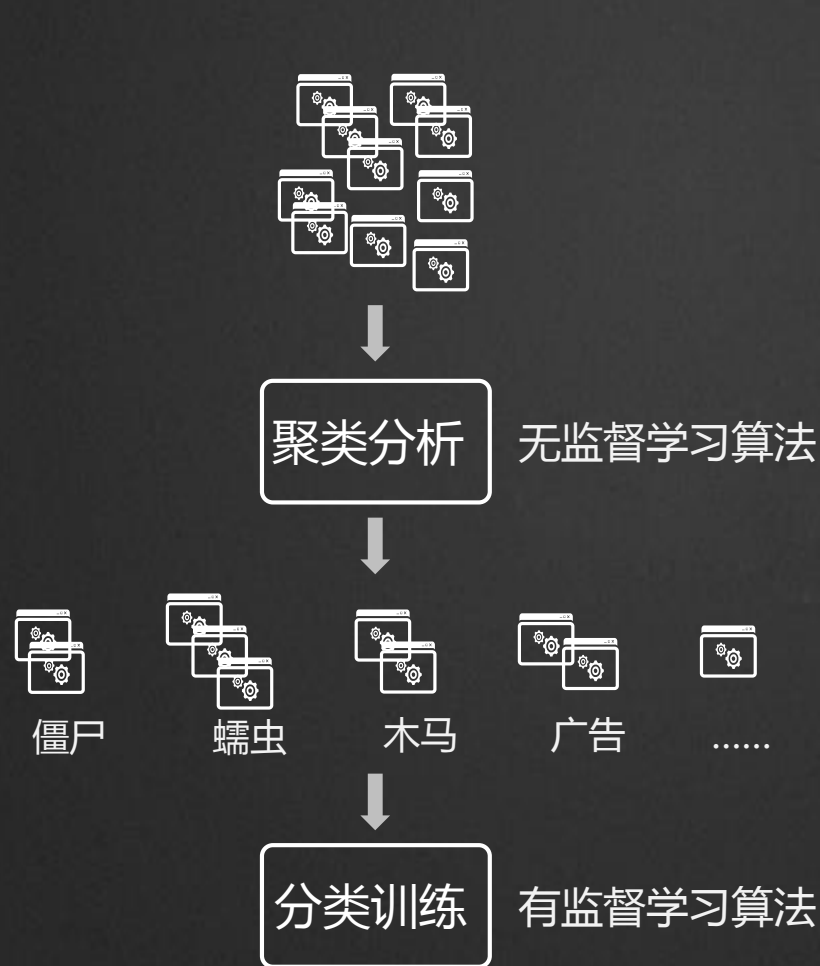 聚类分析 无监督学习算法
僵尸 蠕虫 木马 广告 ......
分类训练 有监督学习算法